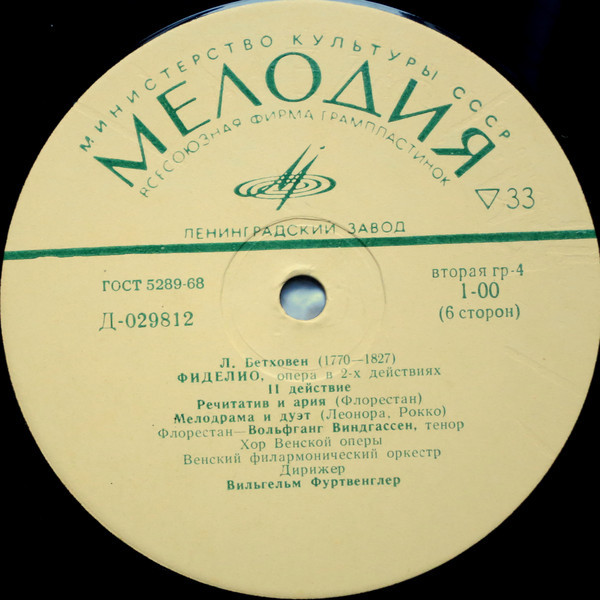 МИНИСТЕРСТВО КУЛЬТУРЫ СССР
МЕЛОДИЯ
ВСЕСОЮЗНАЯ ФИРМА ГРАМПЛАСТИНОК
33
ЛЕНИНГРАДСКИЙ ЗАВОД
ГОСТ 5289-68
вторая гр-4
1-00
Д-029812
(6 сторон)
Л. Бетховен (1770—1827)
ФИДЕЛИО, опера в 2-х действиях
II действие
Речитатив и ария (Флорестан)
Мелодрама и дуэт (Леонора, Рокко)
Флорестан—Вольфганг Виндгассен, тенор
Хор Венской оперы
Венский филармонический оркестр
Дирижер
Вильгельм Фуртвенглер